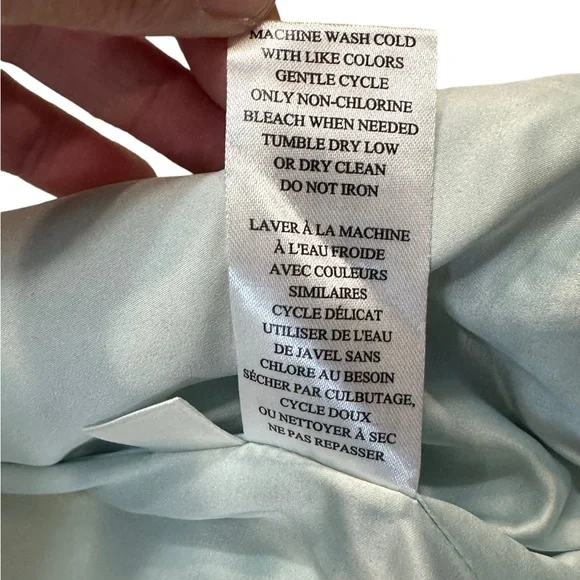 MACHINE WASH COLD
WITH LIKE COLORS
GENTLE CYCLE
ONLY NON-CHLORINE
BLEACH WHEN NEEDED
TUMBLE DRY LOW
OR DRY CLEAN
DO NOT IRON
LAVER À LA MACHINE
À L'EAU FROIDE
AVEC COULEURS
SIMILAIRES
CYCLE DÉLICAT
UTILISER DE L'EAU
DE JAVEL SANS
CHLORE AU BESOIN
SÉCHER PAR CULBUTAGE,
CYCLE DOUX
OU NETTOYER À SEC
NE PAS REPASSER